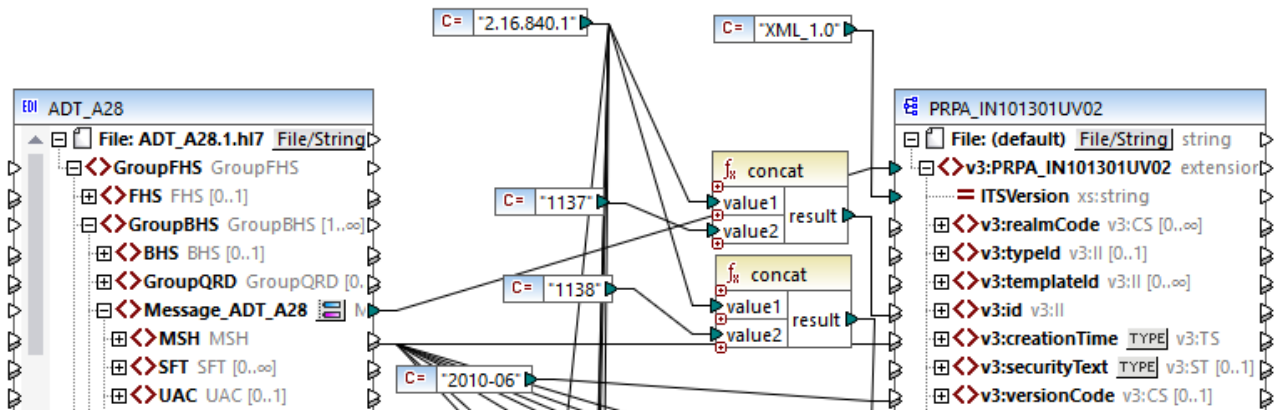 C= "2.16.840.1"
C= "XML_1.0"
EDI ADT_A28
File: ADT_A28.1.hl7 File/String
GroupFHS GroupFHS
FHS FHS [0..1]
GroupBHS GroupBHS [1..∞]
BHS BHS [0..1]
GroupQRD GroupQRD [0.
Message_ADT_A28 M
MSH MSH
SFT SFT [0..∞]
UAC UAC [0..1]
C= "1137"
C= "1138"
C= "2010-06"
fx concat
value1
value2
result
fx concat
value1
value2
result
PRPA_IN101301UV02
File: (default) File/String string
v3:PRPA_IN101301UV02 extension
ITSVersion xs:string
v3:realmCode v3:CS [0..∞]
v3:typeId v3:II [0..1]
v3:templateId v3:II [0..∞]
v3:id v3:II
v3:creationTime TYPE v3:TS
v3:securityText TYPE v3:ST [0..1]
v3:versionCode v3:CS [0..1]